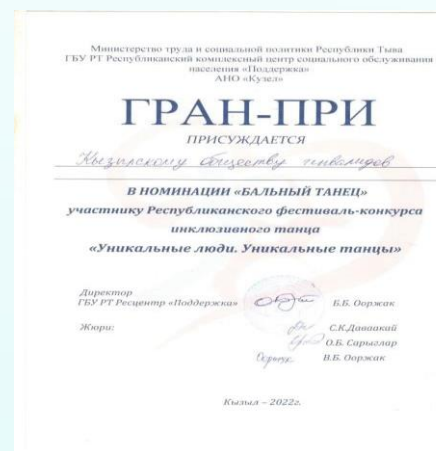 Министерство труда и социальной политики Республики Тыва
ГБУ РТ Республиканский комплексный центр социального обслуживания
населения «Поддержка»
АНО «Кузел»
ГРАН-ПРИ
ПРИСУЖДАЕТСЯ
Кызылскому обществу инвалидов
В НОМИНАЦИИ «БАЛЬНЫЙ ТАНЕЦ»
участнику Республиканского фестиваль-конкурса
инклюзивного танца
«Уникальные люди. Уникальные танцы»
Директор
ГБУ РТ Ресцентр «Поддержка» Б.Б. Ооржак
Жюри: С.К.Даваакай
О.Б. Сарыглар
В.Б. Ооржак
Кызыл – 2022г.